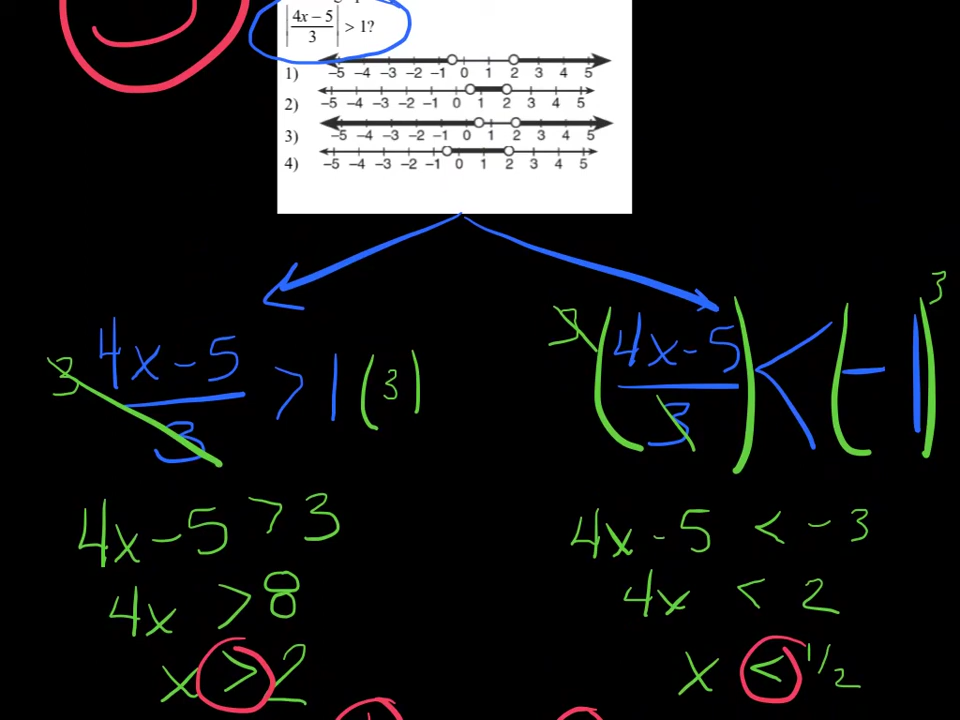 |4x – 5 / 3| > 1?
1) –5 –4 –3 –2 –1 0 1 2 3 4 5
2) –5 –4 –3 –2 –1 0 1 2 3 4 5
3) –5 –4 –3 –2 –1 0 1 2 3 4 5
4) –5 –4 –3 –2 –1 0 1 2 3 4 5
3 4x - 5 / 3 > 1 (3)
4x - 5 > 3
4x > 8
x > 2
3 (4x - 5 / 3) < (-1) 3
4x - 5 < - 3
4x < 2
x < 1/2